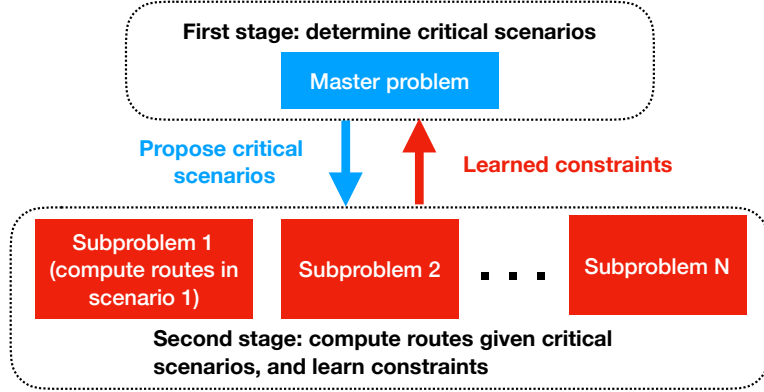 First stage: determine critical scenarios
Master problem
Propose critical
scenarios
Learned constraints
Subproblem 1
(compute routes in
scenario 1)
Subproblem 2
. . .
Subproblem N
Second stage: compute routes given critical
scenarios, and learn constraints